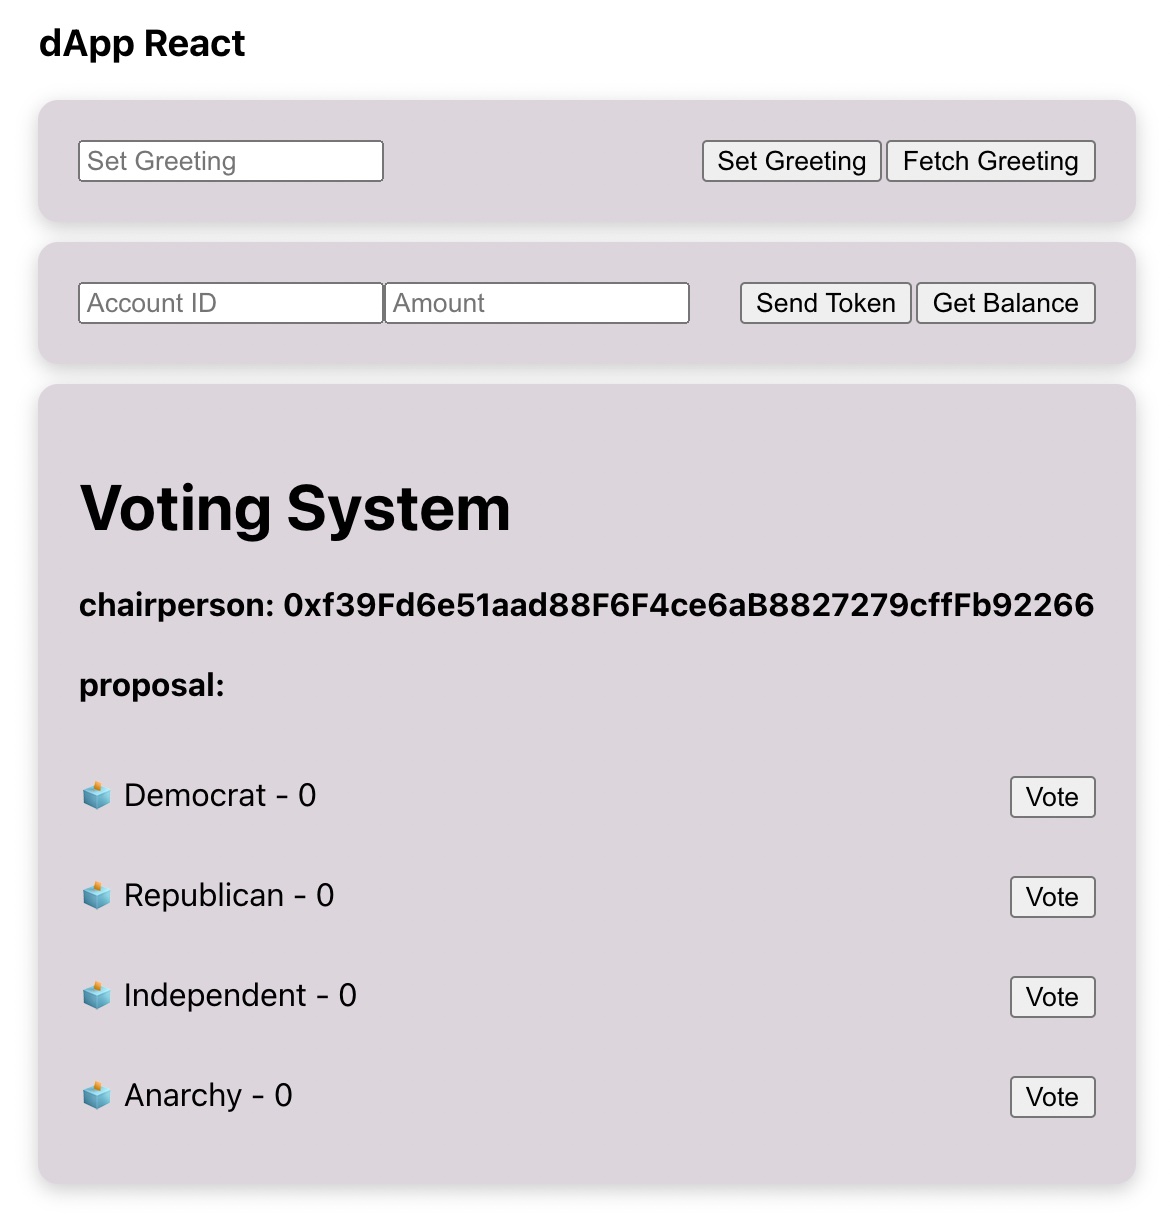 dApp React
Set Greeting Set Greeting Fetch Greeting
Account ID Amount Send Token Get Balance
Voting System
chairperson: 0xf39Fd6e51aad88F6F4ce6aB8827279cffFb92266
proposal:
🗳️ Democrat - 0 Vote
🗳️ Republican - 0 Vote
🗳️ Independent - 0 Vote
🗳️ Anarchy - 0 Vote